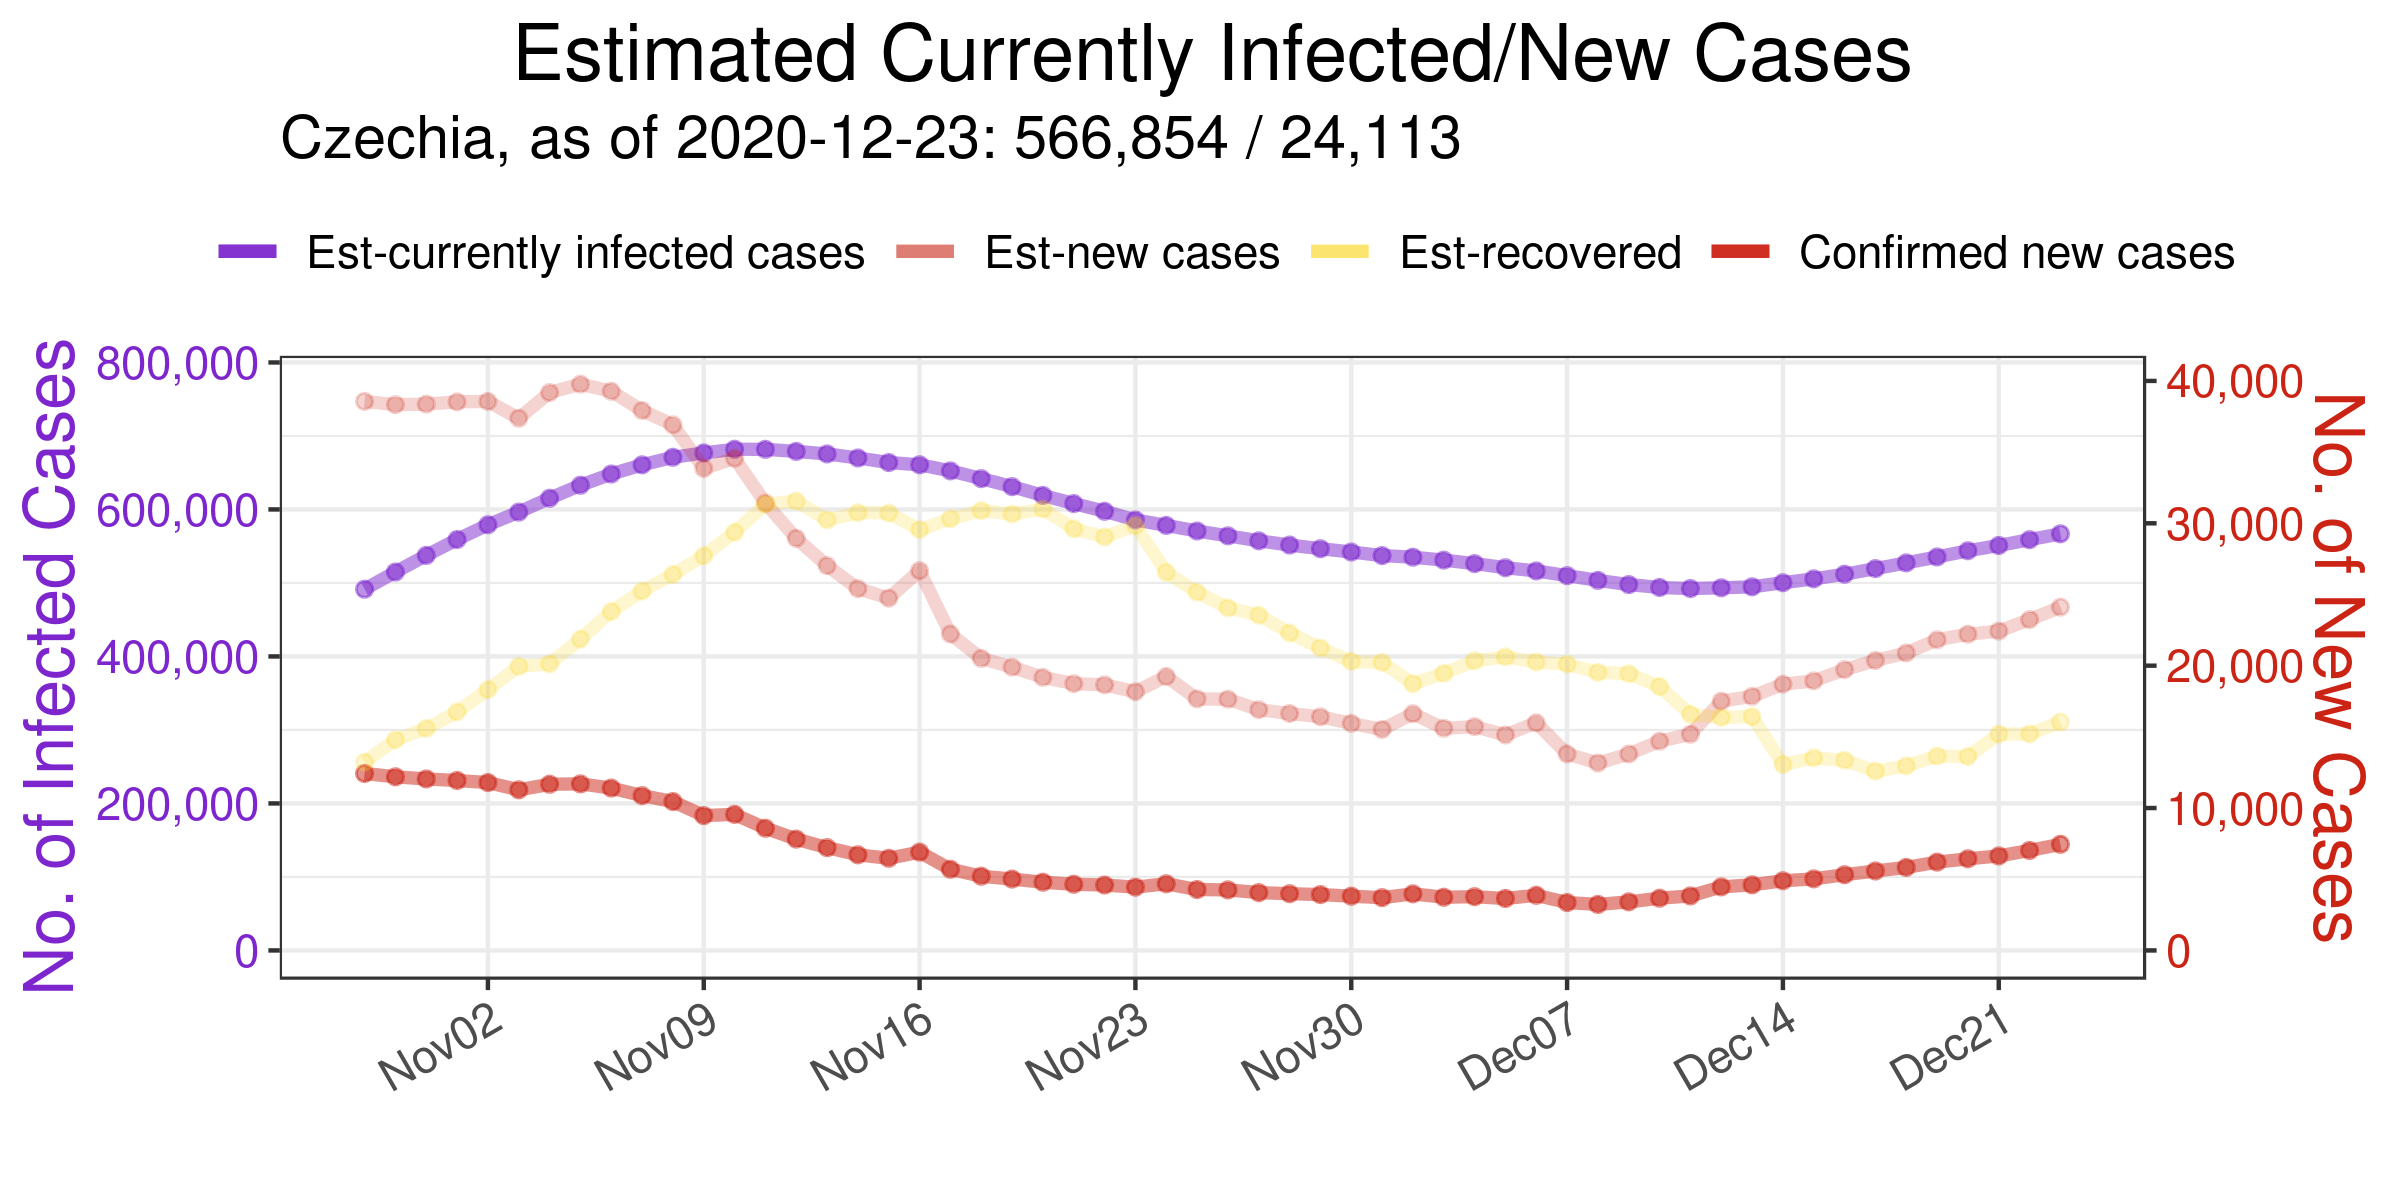 Estimated Currently Infected/New Cases
Czechia, as of 2020-12-23: 566,854 / 24,113
Est-currently infected cases Est-new cases Est-recovered Confirmed new cases
No. of Infected Cases
800,000
600,000
400,000
200,000
0
40,000
30,000
20,000
10,000
0
No. of New Cases
Nov02 Nov09 Nov16 Nov23 Nov30 Dec07 Dec14 Dec21